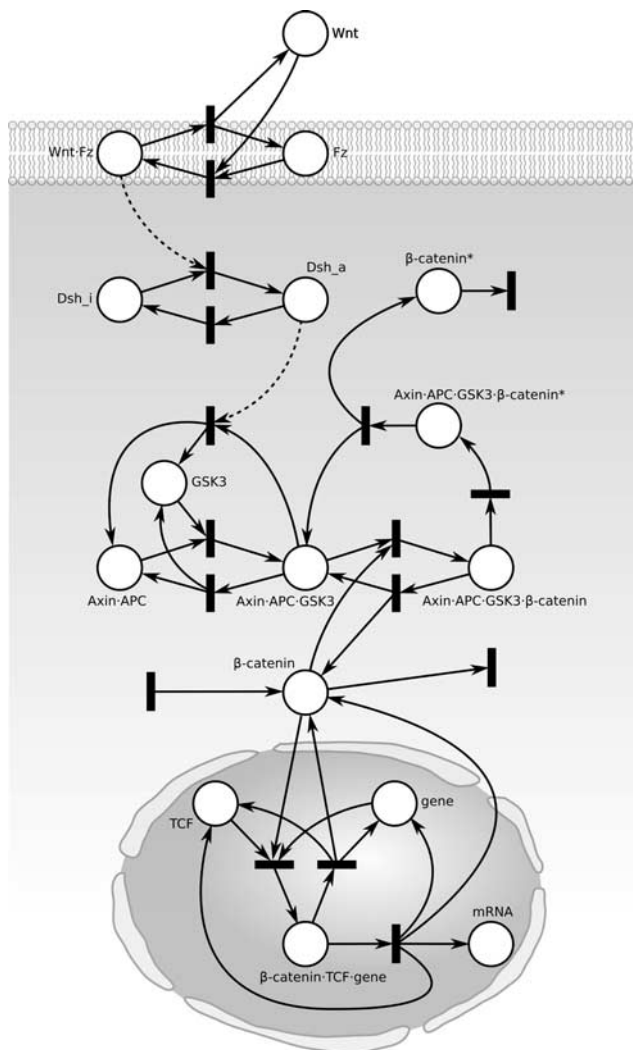 Wnt
Wnt·Fz
Fz
Dsh_a
β-catenin*
Dsh_i
Axin·APC·GSK3·β-catenin*
GSK3
Axin·APC
Axin·APC·GSK3
Axin·APC·GSK3·β-catenin
β-catenin
TCF
gene
mRNA
β-catenin·TCF·gene